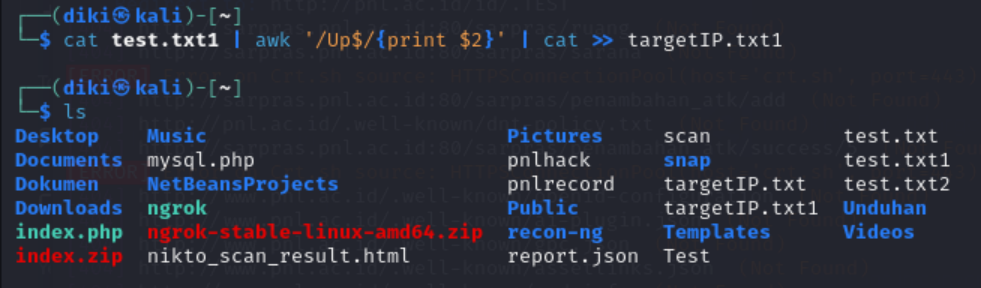 ┌──(diki㉿kali)-[~]
└─$ cat test.txt1 | awk '/Up$/{print $2}' | cat >> targetIP.txt1
┌──(diki㉿kali)-[~]
└─$ ls
Desktop Music Pictures scan test.txt
Documents mysql.php pnlhack snap test.txt1
Dokumen NetBeansProjects pnlrecord targetIP.txt test.txt2
Downloads ngrok Public targetIP.txt1 Unduhan
index.php ngrok-stable-linux-amd64.zip recon-ng Templates Videos
index.zip nikto_scan_result.html report.json Test